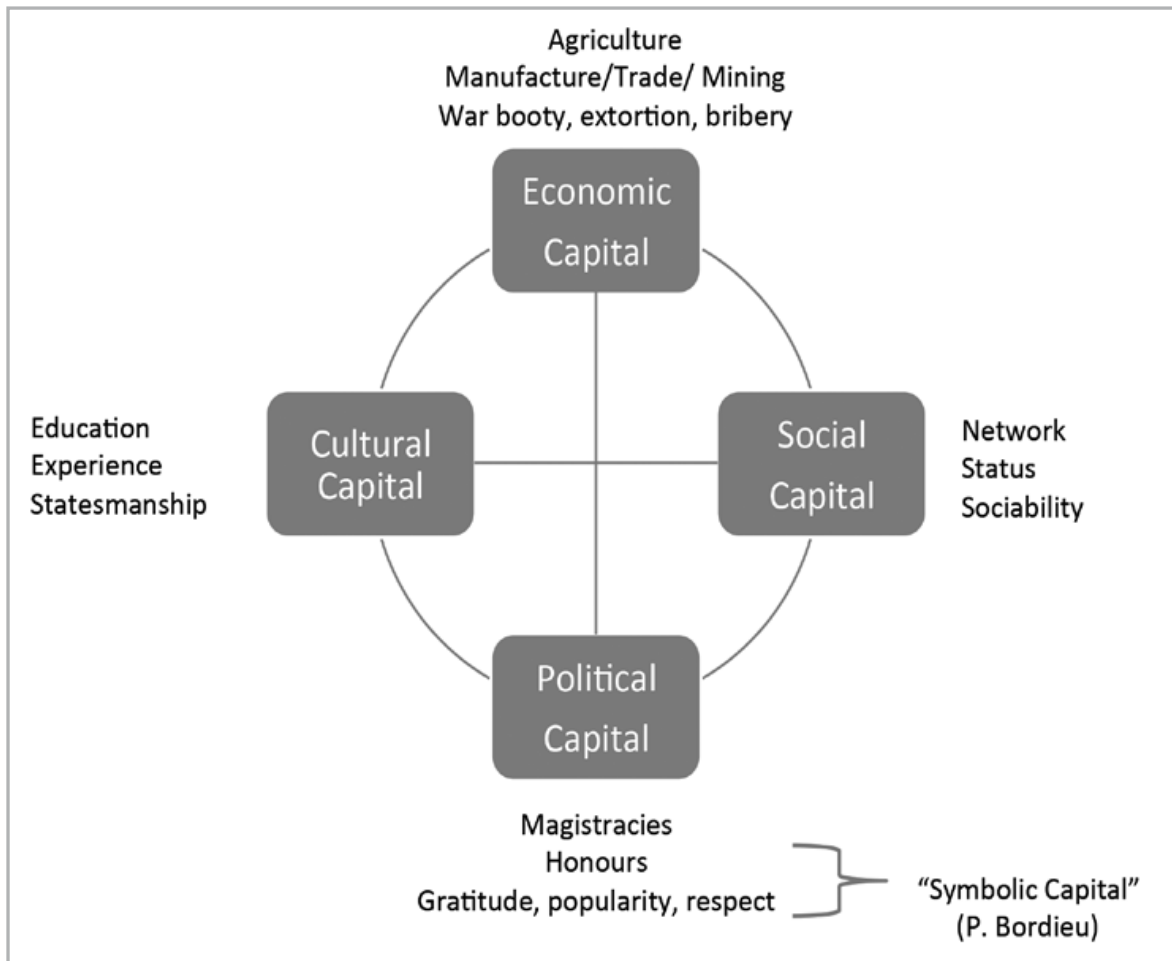 Agriculture
Manufacture/Trade/ Mining
War booty, extortion, bribery
Economic
Capital
Education
Experience
Statesmanship
Cultural
Capital
Social
Capital
Network
Status
Sociability
Political
Capital
Magistracies
Honours
Gratitude, popularity, respect
“Symbolic Capital”
(P. Bordieu)